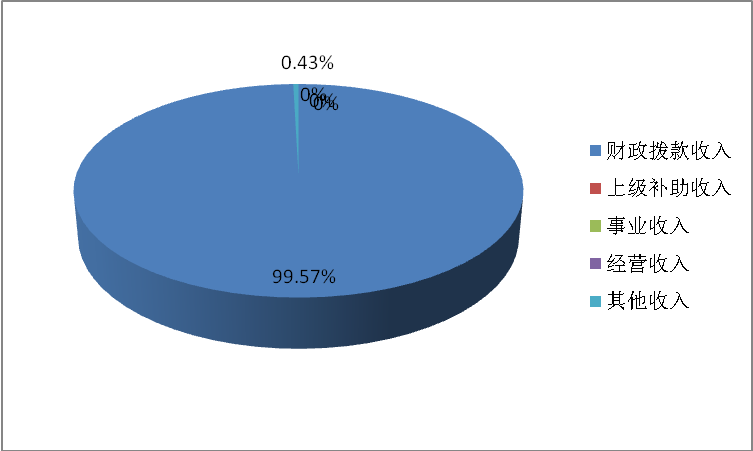 0.43%
0%
0%
0%
99.57%
财政拨款收入
上级补助收入
事业收入
经营收入
其他收入